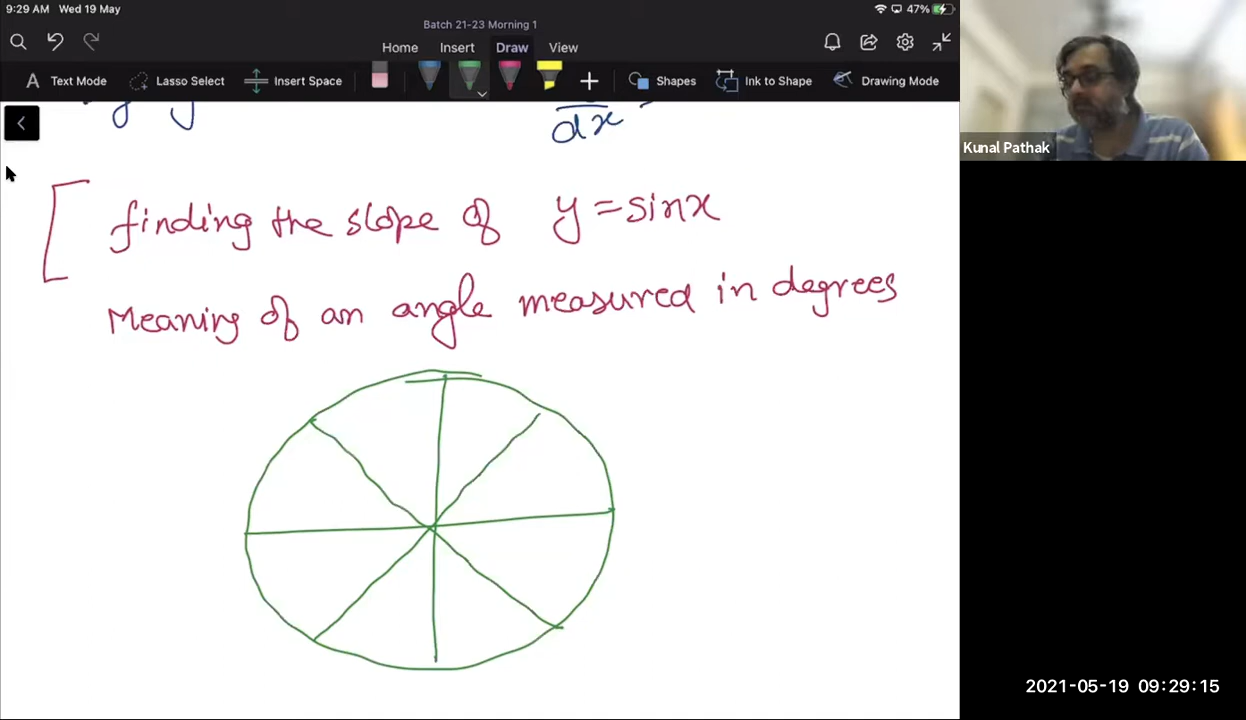 9:29 AM Wed 19 May
47%
Batch 21-23 Morning 1
Home Insert Draw View
Text Mode Lasso Select Insert Space Shapes Ink to Shape Drawing Mode
dx
Kunal Pathak
finding the slope of y = sinx
Meaning of an angle measured in degrees
2021-05-19 09:29:15